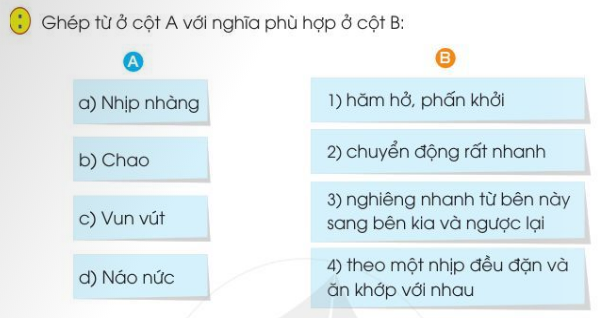 Ghép từ ở cột A với nghĩa phù hợp ở cột B:
A
B
a) Nhịp nhàng
1) hăm hở, phấn khởi
b) Chao
2) chuyển động rất nhanh
c) Vun vút
3) nghiêng nhanh từ bên này
sang bên kia và ngược lại
d) Náo nức
4) theo một nhịp đều đặn và
ăn khớp với nhau